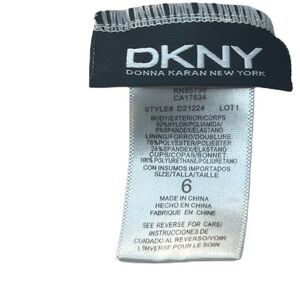 DKNY
DONNA KARAN NEW YORK
RN85736
CA17634
STYLE# D21224 LOT1
BODY/EXTERIOR/CORPS
92%NYLON/POLIAMIDA/
8%SPANDEX/ELASTANO
LINING/FORRO/DOUBLURE
76%POLYESTER/POLIESTER
24%SPANDEX/ELASTANO
CUPS/COPAS/BONNET
100% POLYURETHANE/POLIURETANO
CON INSUMOS IMPORTADOS
SIZE/TALLA/TAILLE
6
MADE IN CHINA
HECHO EN CHINA
FABRIQUE EN CHINE
SEE REVERSE FOR CARE/
INSTRUCCIONES DE
CUIDADO AL REVERSO/VOIR
L'INVERSE POUR LE SOIN